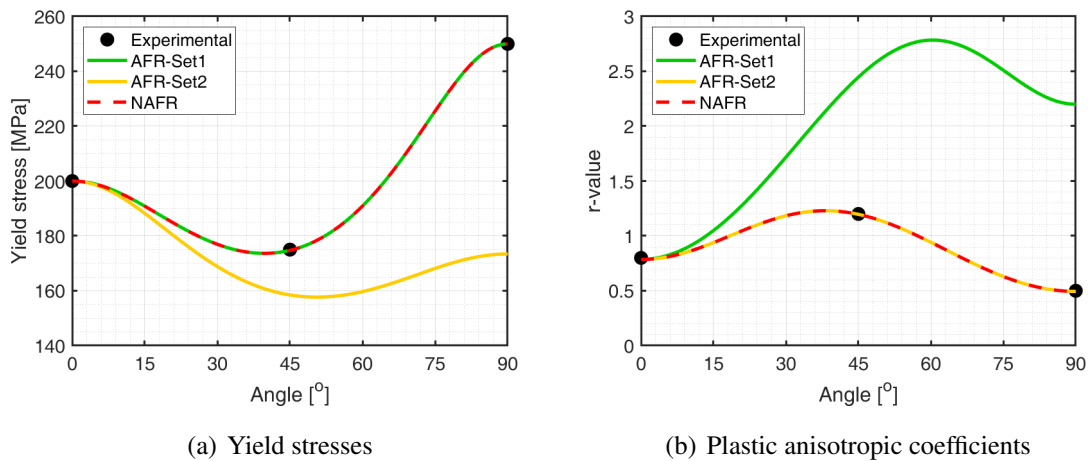 260
240
220
200
180
160
140
Yield stress [MPa]
Experimental
AFR-Set1
AFR-Set2
NAFR
0 15 30 45 60 75 90
Angle [o]
(a) Yield stresses
3
2.5
2
1.5
1
0.5
0
r-value
Experimental
AFR-Set1
AFR-Set2
NAFR
0 15 30 45 60 75 90
Angle [o]
(b) Plastic anisotropic coefficients